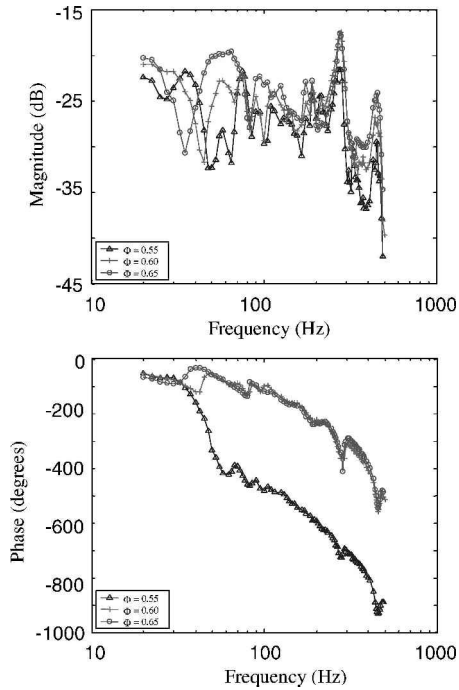 -15
-25
-35
-45
Magnitude (dB)
Φ = 0.55
Φ = 0.60
Φ = 0.65
10
100
1000
Frequency (Hz)
0
-200
-400
-600
-800
-1000
Phase (degrees)
Φ = 0.55
Φ = 0.60
Φ = 0.65
10
100
1000
Frequency (Hz)